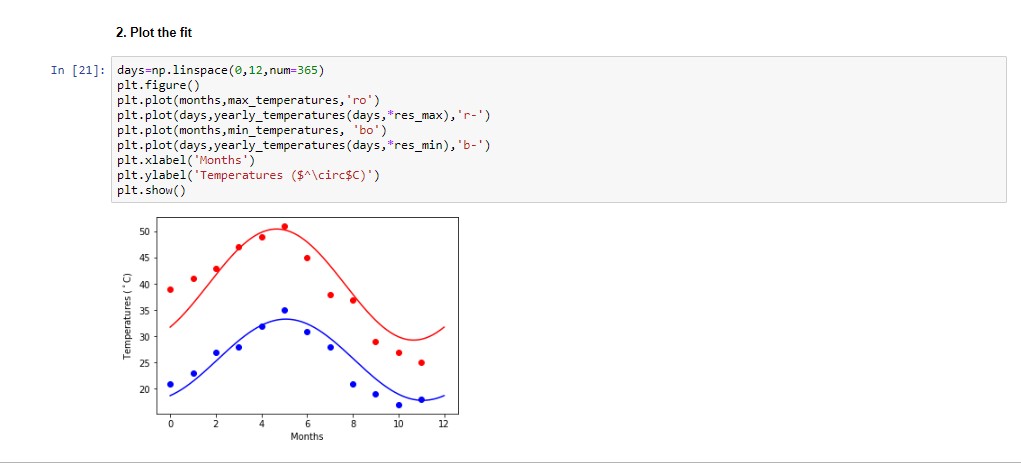 2. Plot the fit
In [21]: days=np.linspace(0,12,num=365)
plt.figure()
plt.plot(months,max_temperatures,'ro')
plt.plot(days,yearly_temperatures(days,*res_max),'r-')
plt.plot(months,min_temperatures, 'bo')
plt.plot(days,yearly_temperatures(days,*res_min),'b-')
plt.xlabel('Months')
plt.ylabel('Temperatures ($^\circ$C)')
plt.show()
50
45
40
35
30
25
20
Temperatures (°C)
0 2 4 6 8 10 12
Months